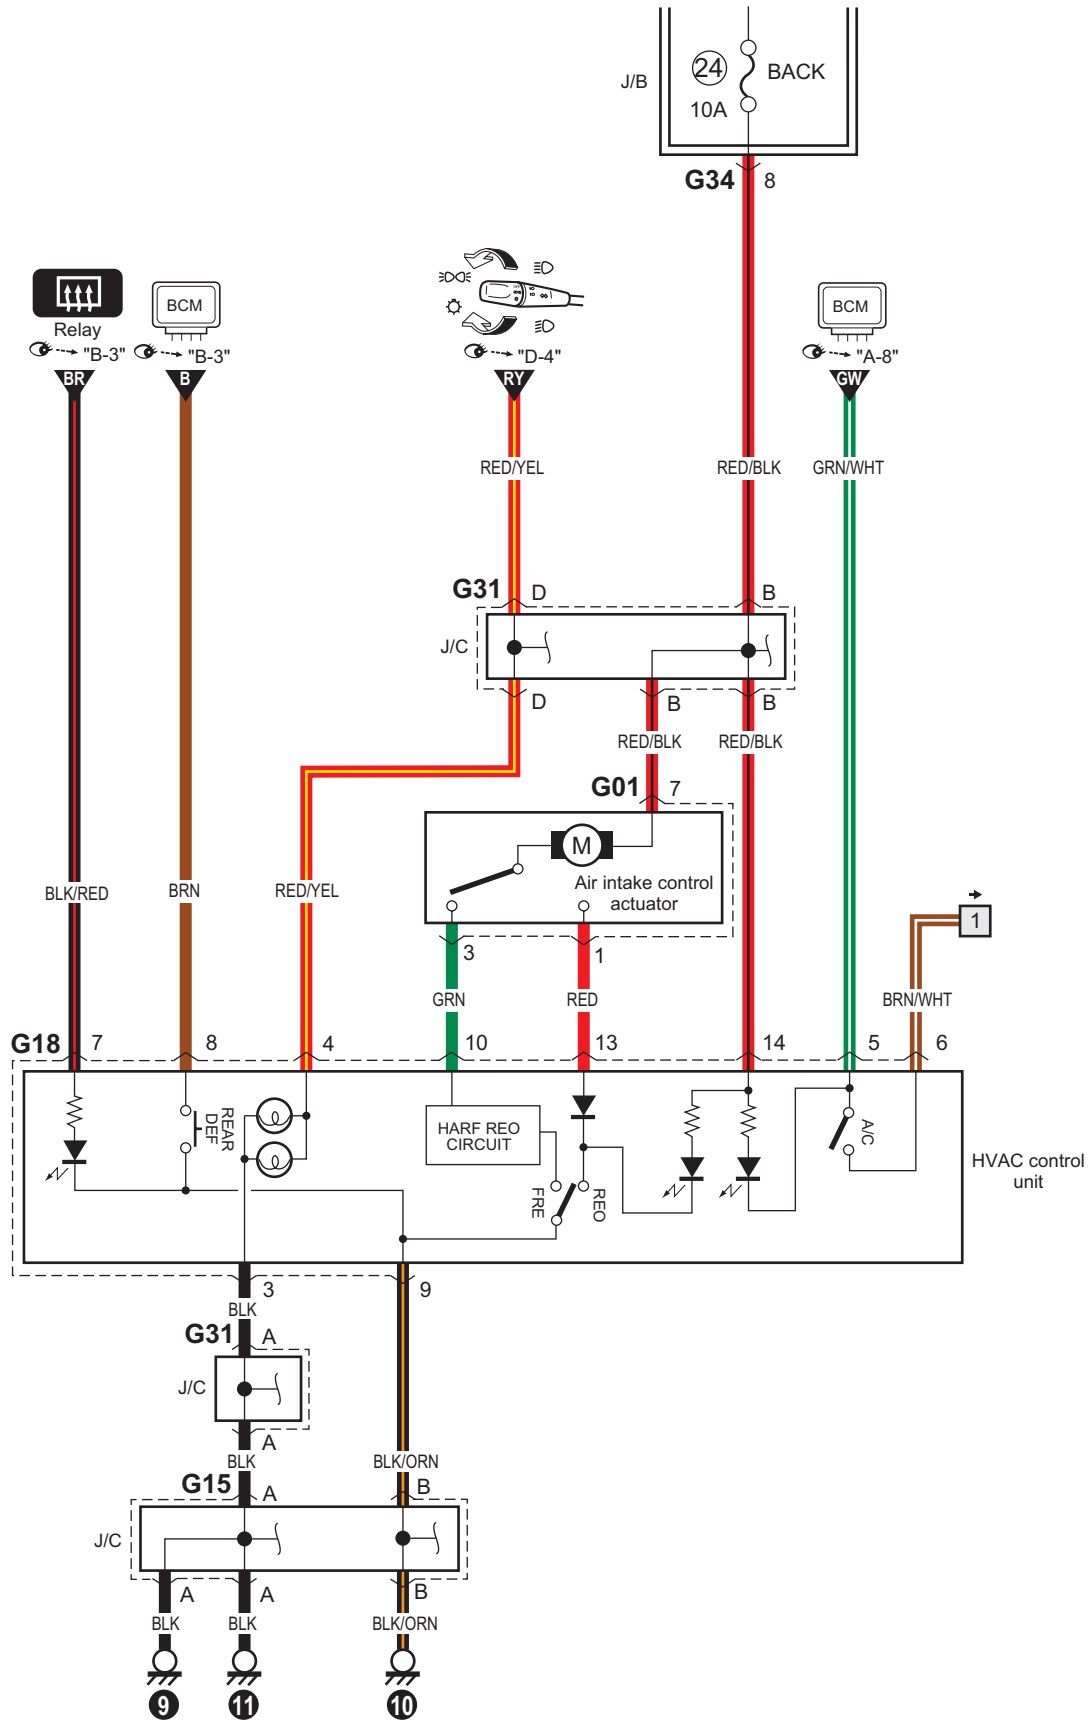 24
BACK
J/B
10A
G34
8
BCM
BCM
OFF
Relay
"B-3"
"B-3"
"D-4"
"A-8"
BR
B
RY
GW
RED/YEL
RED/BLK
GRN/WHT
G31
D
B
J/C
D
B
B
RED/BLK
RED/BLK
G01
7
M
Air intake control
actuator
BLK/RED
BRN
RED/YEL
1
3
1
GRN
RED
BRN/WHT
G18
7
8
4
10
13
14
5
6
REAR
DEF
HARF REO
CIRCUIT
A/C
FRE
REO
HVAC control
unit
3
9
BLK
G31
A
J/C
A
BLK
BLK/ORN
G15
A
B
J/C
A
A
B
BLK
BLK
BLK/ORN
9
11
10